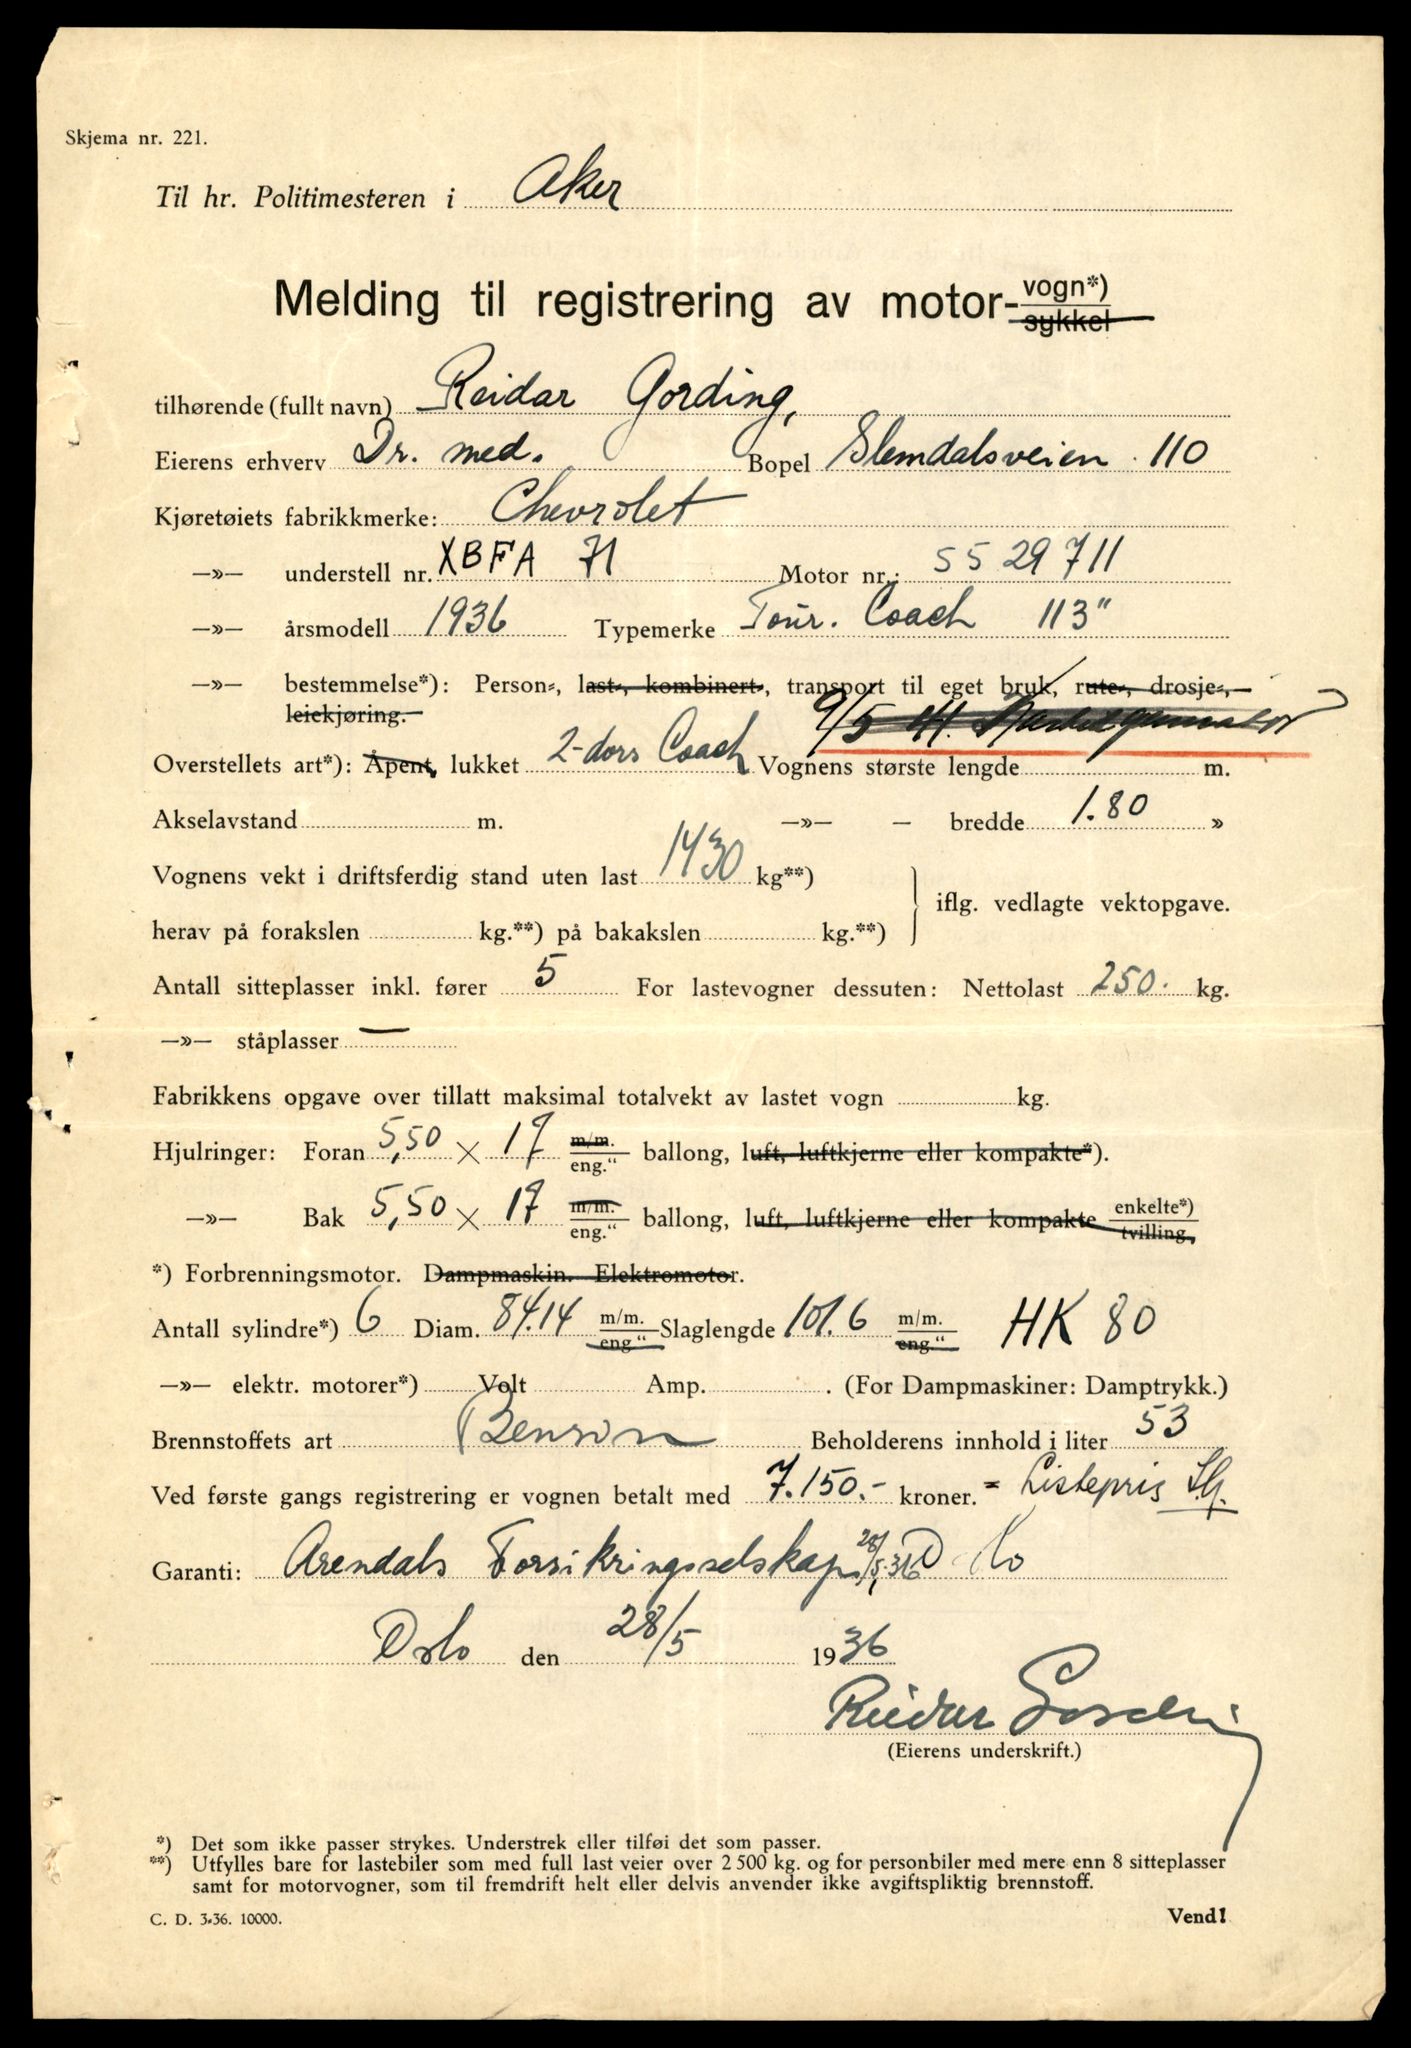 Skjema nr. 221.
Til hr. Politimesteren i Aker
Melding til registrering av motor-vogn*)
sykkel
tilhørende (fullt navn) Reidar Gording,
Eierens erhverv Dr. med. Bopel Slemdalsveien 110
Kjøretøiets fabrikkmerke: Chevrolet
—»— understell nr. XBFA 71 Motor nr.: S5 29 711
—»— årsmodell 1936 Typemerke Tour. Coach 113"
—»— bestemmelse*): Person-, last-, kombinert-, transport til eget bruk, rute-, drosje-,
leiekjøring. 9/5 41.
Overstellets art*): Åpent, lukket 2-dors Coach Vognens største lengde m.
Akselavstand m. —»— — bredde 1.80 »
Vognens vekt i driftsferdig stand uten last 1430 kg**)
iflg. vedlagte vektopgave.
herav på forakslen kg.**) på bakakslen kg.**)
Antall sitteplasser inkl. fører 5 For lastevogner dessuten: Nettolast 250. kg.
—»— ståplasser —
Fabrikkens opgave over tillatt maksimal totalvekt av lastet vogn kg.
Hjulringer: Foran 5,50 × 17 m/m. eng." ballong, luft, luftkjerne eller kompakte*).
—»— Bak 5,50 × 17 m/m. eng." ballong, luft, luftkjerne eller kompakte enkelte*) tvilling,
*) Forbrenningsmotor. Dampmaskin. Elektromotor.
Antall sylindre*) 6 Diam. 84.14 m/m. eng." Slaglengde 101.6 m/m. eng." HK 80
—»— elektr. motorer*) Volt Amp. . (For Dampmaskiner: Damptrykk.)
Brennstoffets art Bensin Beholderens innhold i liter 53
Ved første gangs registrering er vognen betalt med 7.150.- kroner. = Listepris
Garanti: Arendals Forsikringsselskap 28/5.36
Oslo den 28/5 1936
Reidar Gording
(Eierens underskrift.)
*) Det som ikke passer strykes. Understrek eller tilføi det som passer.
**) Utfylles bare for lastebiler som med full last veier over 2 500 kg. og for personbiler med mere enn 8 sitteplasser
samt for motorvogner, som til fremdrift helt eller delvis anvender ikke avgiftspliktig brennstoff.
C. D. 3.36. 10000.
Vend!